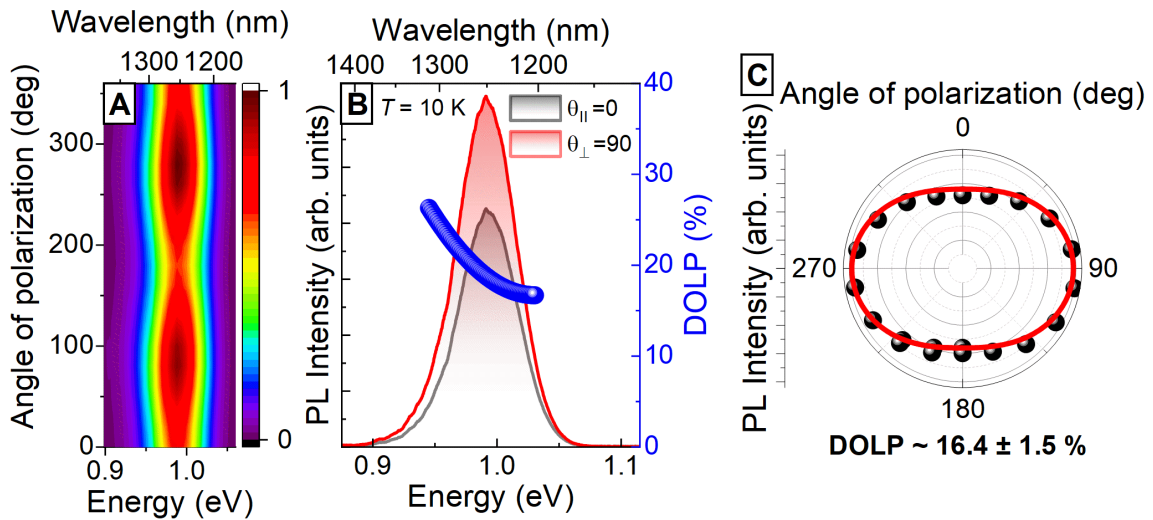 Wavelength (nm)
1300 1200
A
Angle of polarization (deg)
300
200
100
0
0.9 1.0
Energy (eV)
1
0
Wavelength (nm)
1400 1300 1200
B
T = 10 K
θ||=0
θ⊥=90
PL Intensity (arb. units)
0.9 1.0 1.1
Energy (eV)
40
30
20
10
0
DOLP (%)
C
Angle of polarization (deg)
PL Intensity (arb. units)
0
270 90
180
DOLP ~ 16.4 ± 1.5 %